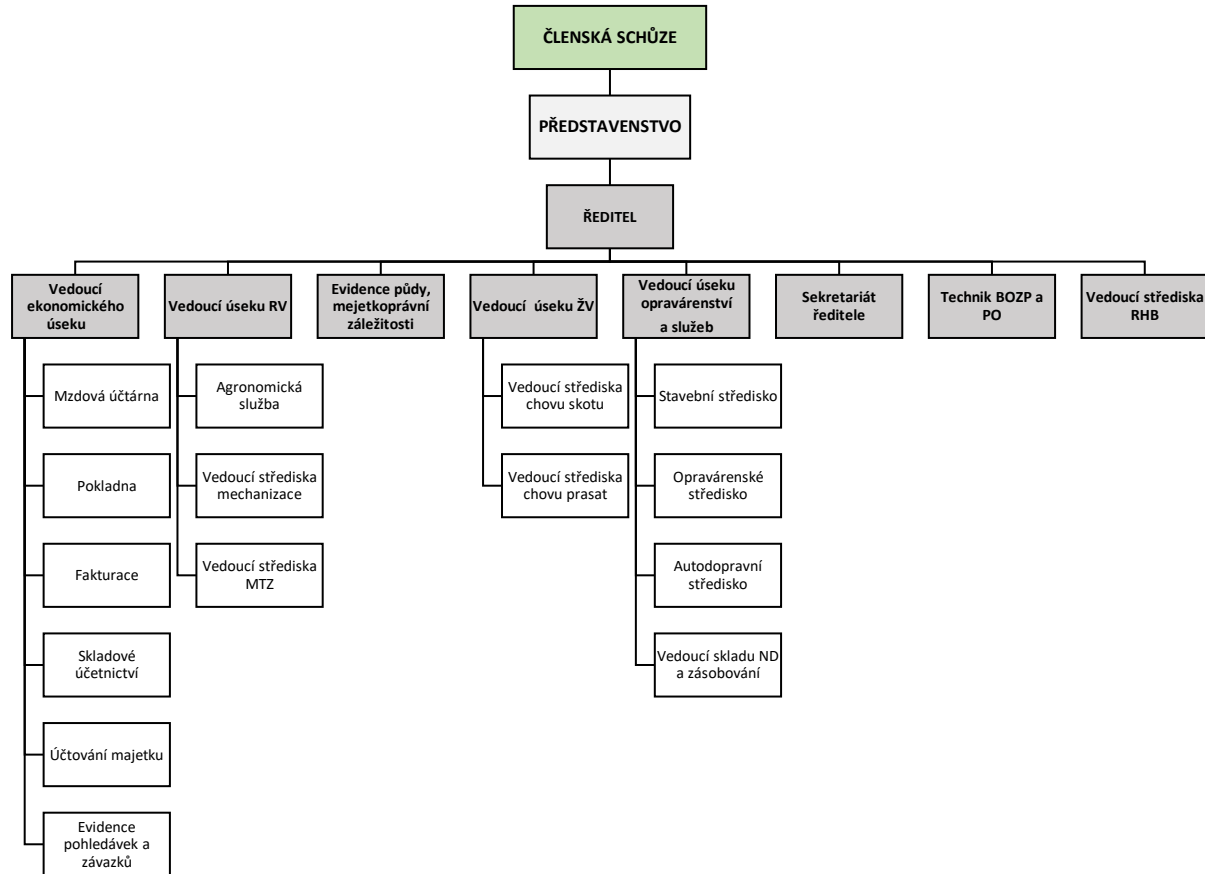 ČLENSKÁ SCHŮZE
PŘEDSTAVENSTVO
ŘEDITEL
Vedoucí
ekonomického
úseku
Vedoucí úseku RV
Evidence půdy,
mejetkoprávní
záležitosti
Vedoucí úseku ŽV
Vedoucí úseku
opravárenství
a služeb
Sekretariát
ředitele
Technik BOZP a
PO
Vedoucí střediska
RHB
Mzdová účtárna
Pokladna
Fakturace
Skladové
účetnictví
Účtování majetku
Evidence
pohledávek a
závazků
Agronomická
služba
Vedoucí střediska
mechanizace
Vedoucí střediska
MTZ
Vedoucí střediska
chovu skotu
Vedoucí střediska
chovu prasat
Stavební středisko
Opravárenské
středisko
Autodopravní
středisko
Vedoucí skladu ND
a zásobování